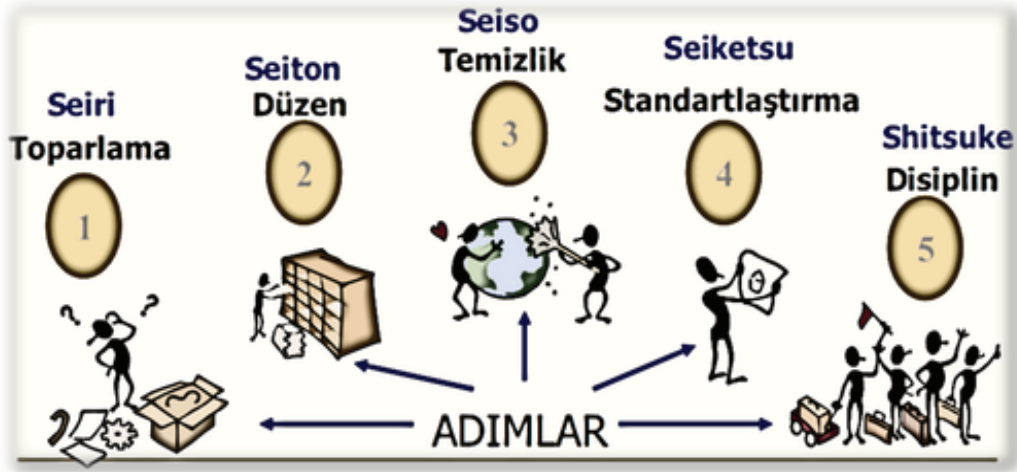 Seiri
Toparlama
1
Seiton
Düzen
2
Seiso
Temizlik
3
Seiketsu
Standartlaştırma
4
Shitsuke
Disiplin
5
ADIMLAR